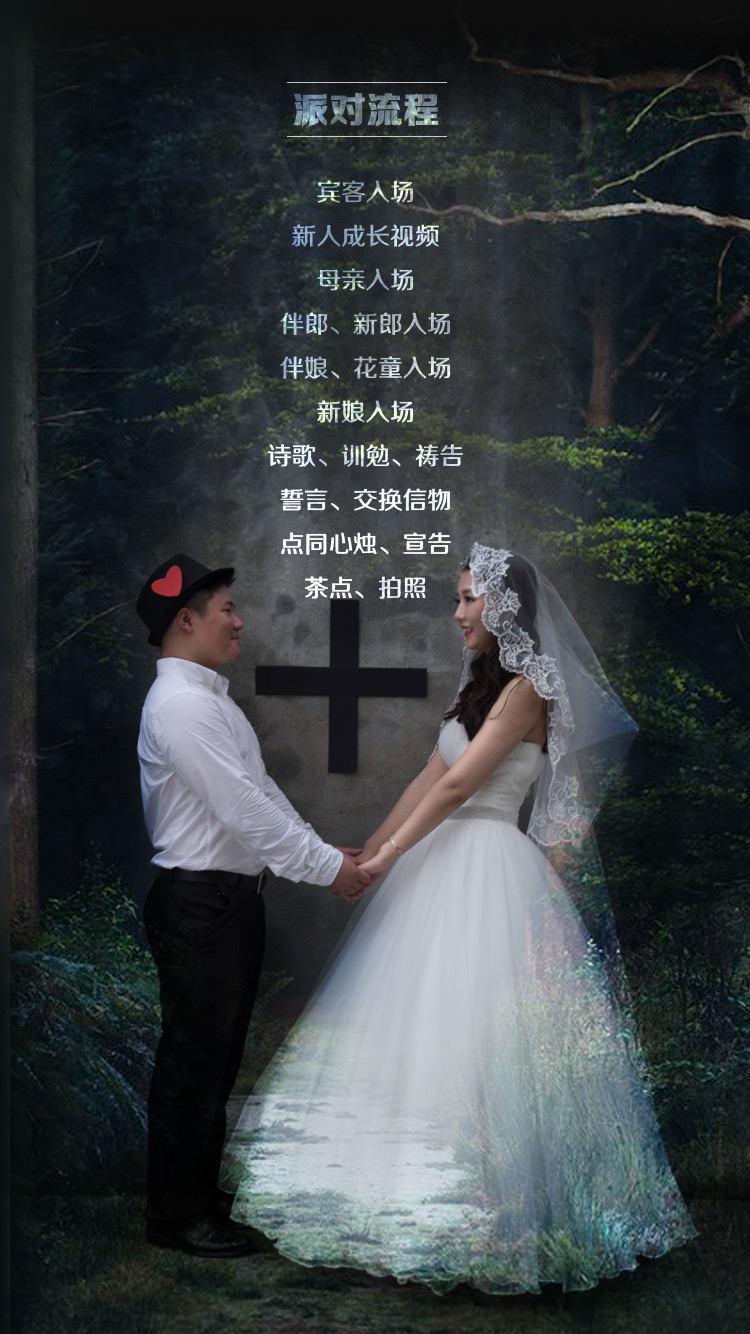 派对流程
宾客入场
新人成长视频
母亲入场
伴郎、新郎入场
伴娘、花童入场
新娘入场
诗歌、训勉、祷告
誓言、交换信物
点同心烛、宣告
茶点、拍照